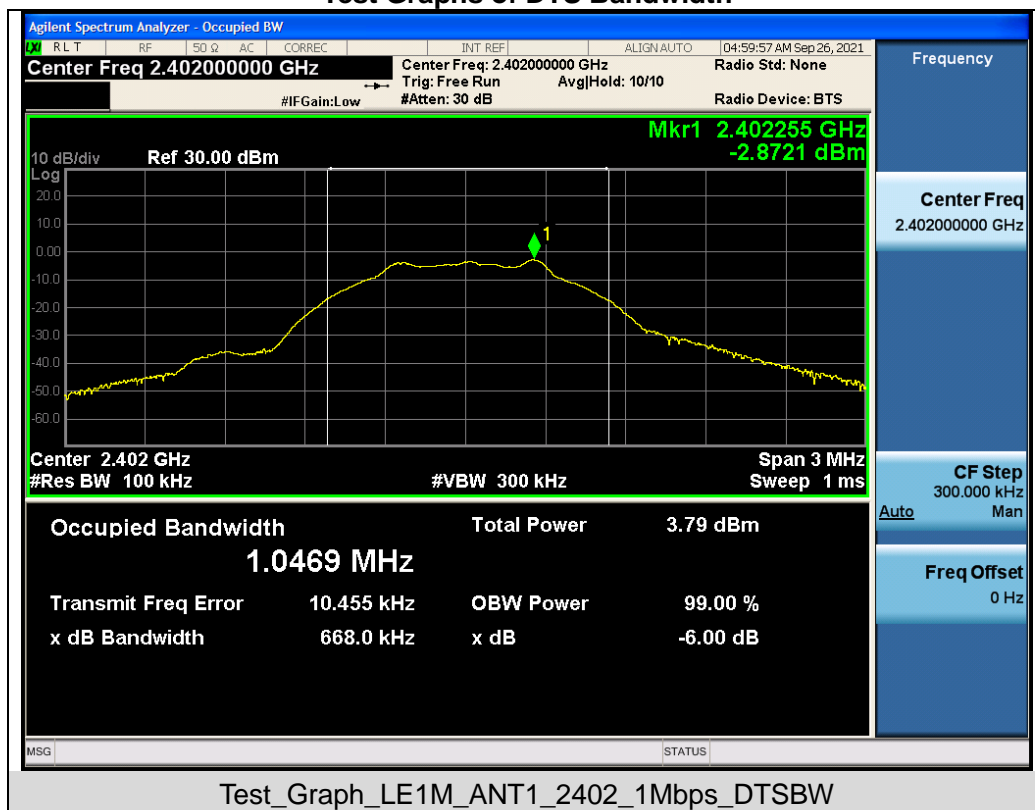 Test Graphs of DTS Bandwidth
Agilent Spectrum Analyzer - Occupied BW
LXI RLT RF 50 Ω AC CORREC INT REF ALIGN AUTO 04:59:57 AM Sep 26, 2021
Center Freq 2.402000000 GHz
Center Freq: 2.402000000 GHz
Radio Std: None
Trig: Free Run Avg|Hold: 10/10
#IFGain:Low #Atten: 30 dB Radio Device: BTS
Mkr1 2.402255 GHz
-2.8721 dBm
10 dB/div Ref 30.00 dBm
Log
20.0
10.0
0.00
-10.0
-20.0
-30.0
-40.0
-50.0
-60.0
1
Center 2.402 GHz Span 3 MHz
#Res BW 100 kHz #VBW 300 kHz Sweep 1 ms
Occupied Bandwidth Total Power 3.79 dBm
1.0469 MHz
Transmit Freq Error 10.455 kHz OBW Power 99.00 %
x dB Bandwidth 668.0 kHz x dB -6.00 dB
Frequency
Center Freq
2.402000000 GHz
CF Step
300.000 kHz
Auto Man
Freq Offset
0 Hz
MSG STATUS
Test_Graph_LE1M_ANT1_2402_1Mbps_DTSBW